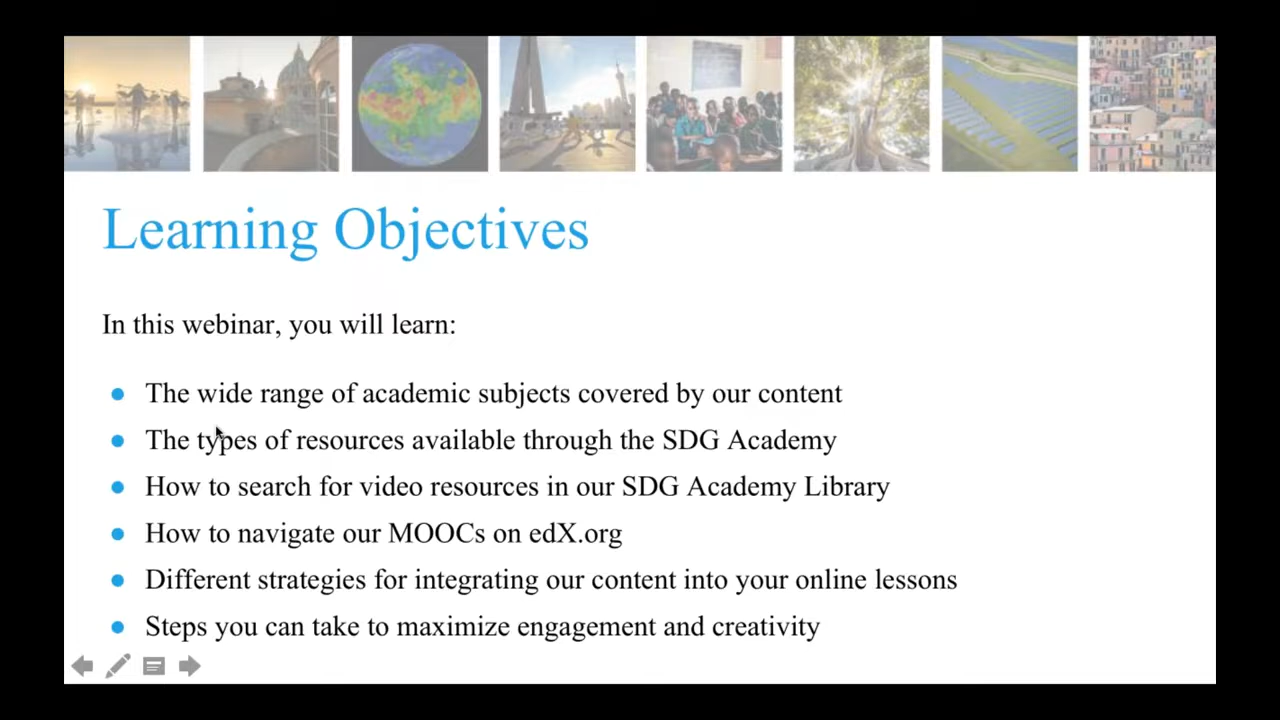 Learning Objectives
In this webinar, you will learn:
The wide range of academic subjects covered by our content
The types of resources available through the SDG Academy
How to search for video resources in our SDG Academy Library
How to navigate our MOOCs on edX.org
Different strategies for integrating our content into your online lessons
Steps you can take to maximize engagement and creativity